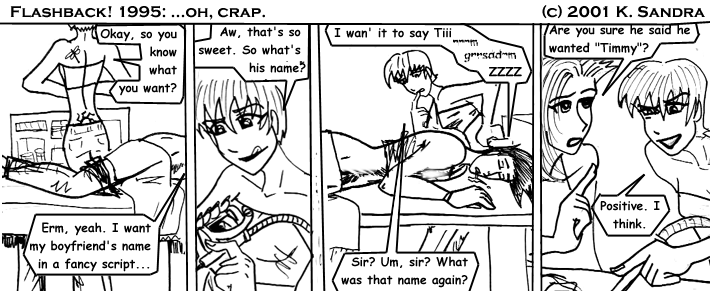 FLASHBACK! 1995: ...OH, CRAP.
(C) 2001 K. SANDRA
Okay, so you
know
what
you want?
Erm, yeah. I want
my boyfriend's name
in a fancy script...
Aw, that's so
sweet. So what's
his name?
I wan' it to say Tiii
zzzz
Sir? Um, sir? What
was that name again?
Are you sure he said he
wanted "Timmy"?
Positive. I
think.